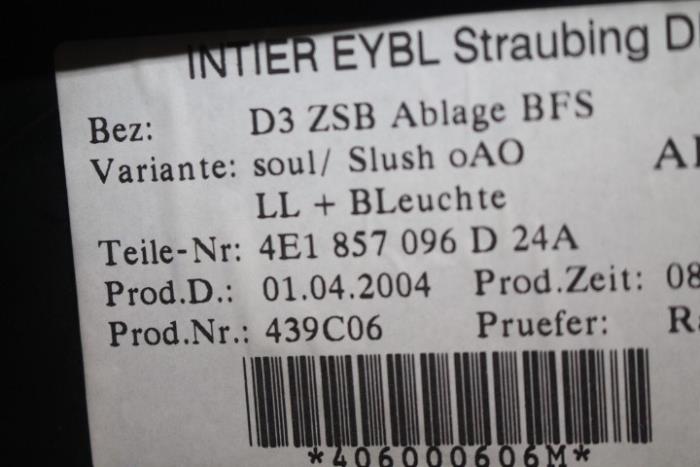 INTIER EYBL Straubing
Bez: D3 ZSB Ablage BFS
Variante: soul/ Slush oAO
LL + BLeuchte
Teile-Nr: 4E1 857 096 D 24A
Prod.D.: 01.04.2004 Prod.Zeit: 08
Prod.Nr.: 439C06 Pruefer:
*406000606M*